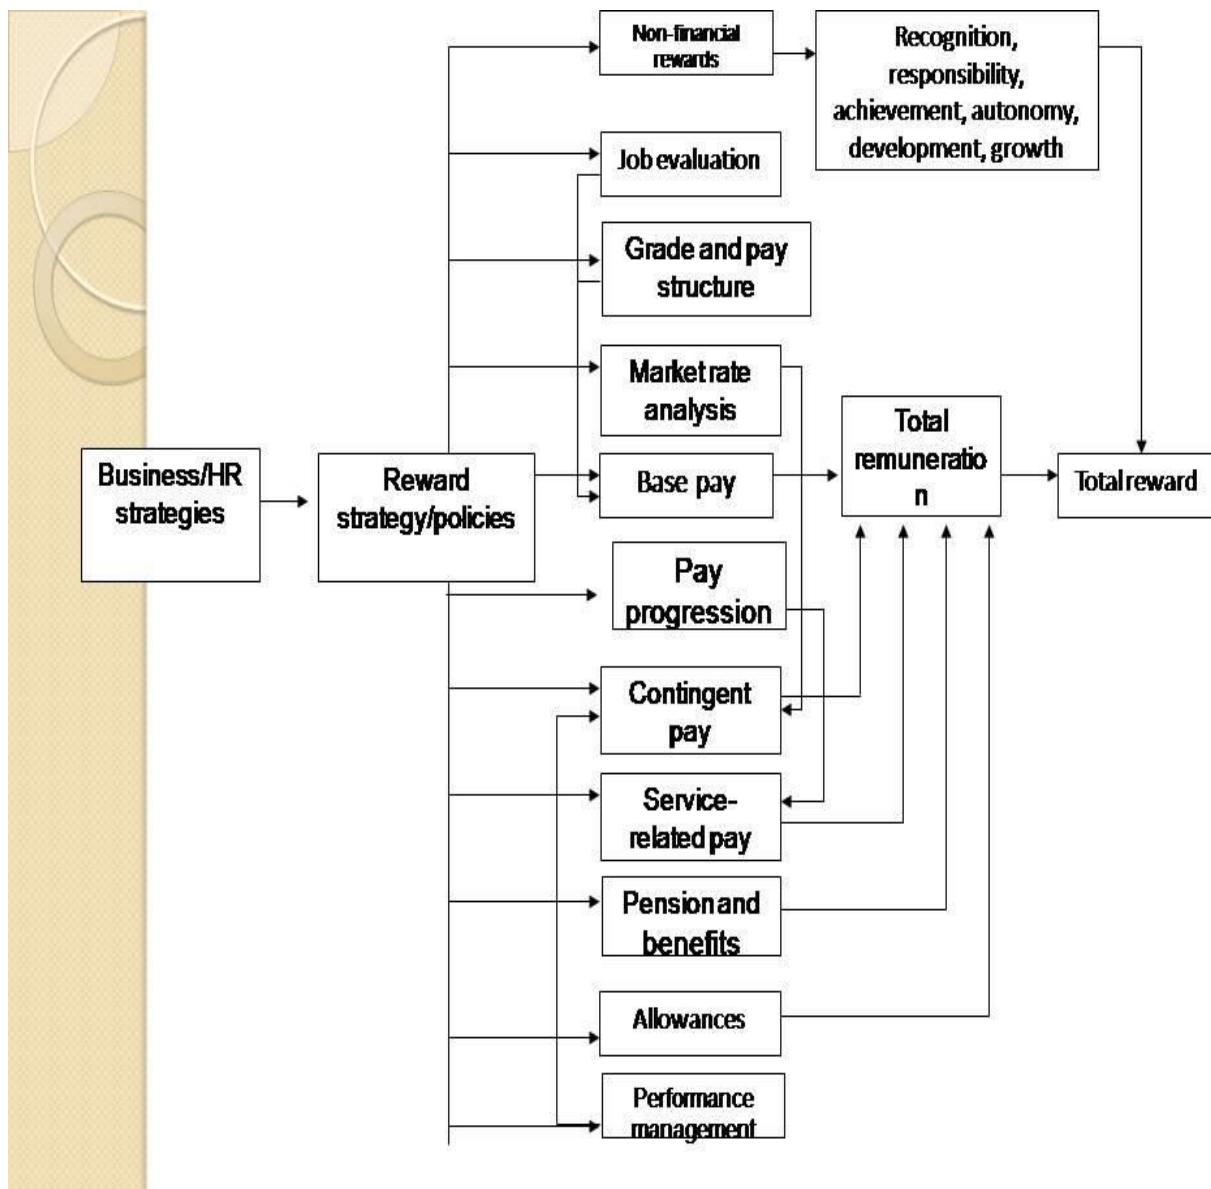 Non-financial
rewards
Recognition,
responsibility,
achievement, autonomy,
development, growth
Job evaluation
Grade and pay
structure
Market rate
analysis
Total
remuneratio
n
Business/HR
strategies
Reward
strategy/policies
Base pay
Total reward
Pay
progression
Contingent
pay
Service-
related pay
Pension and
benefits
Allowances
Performance
management